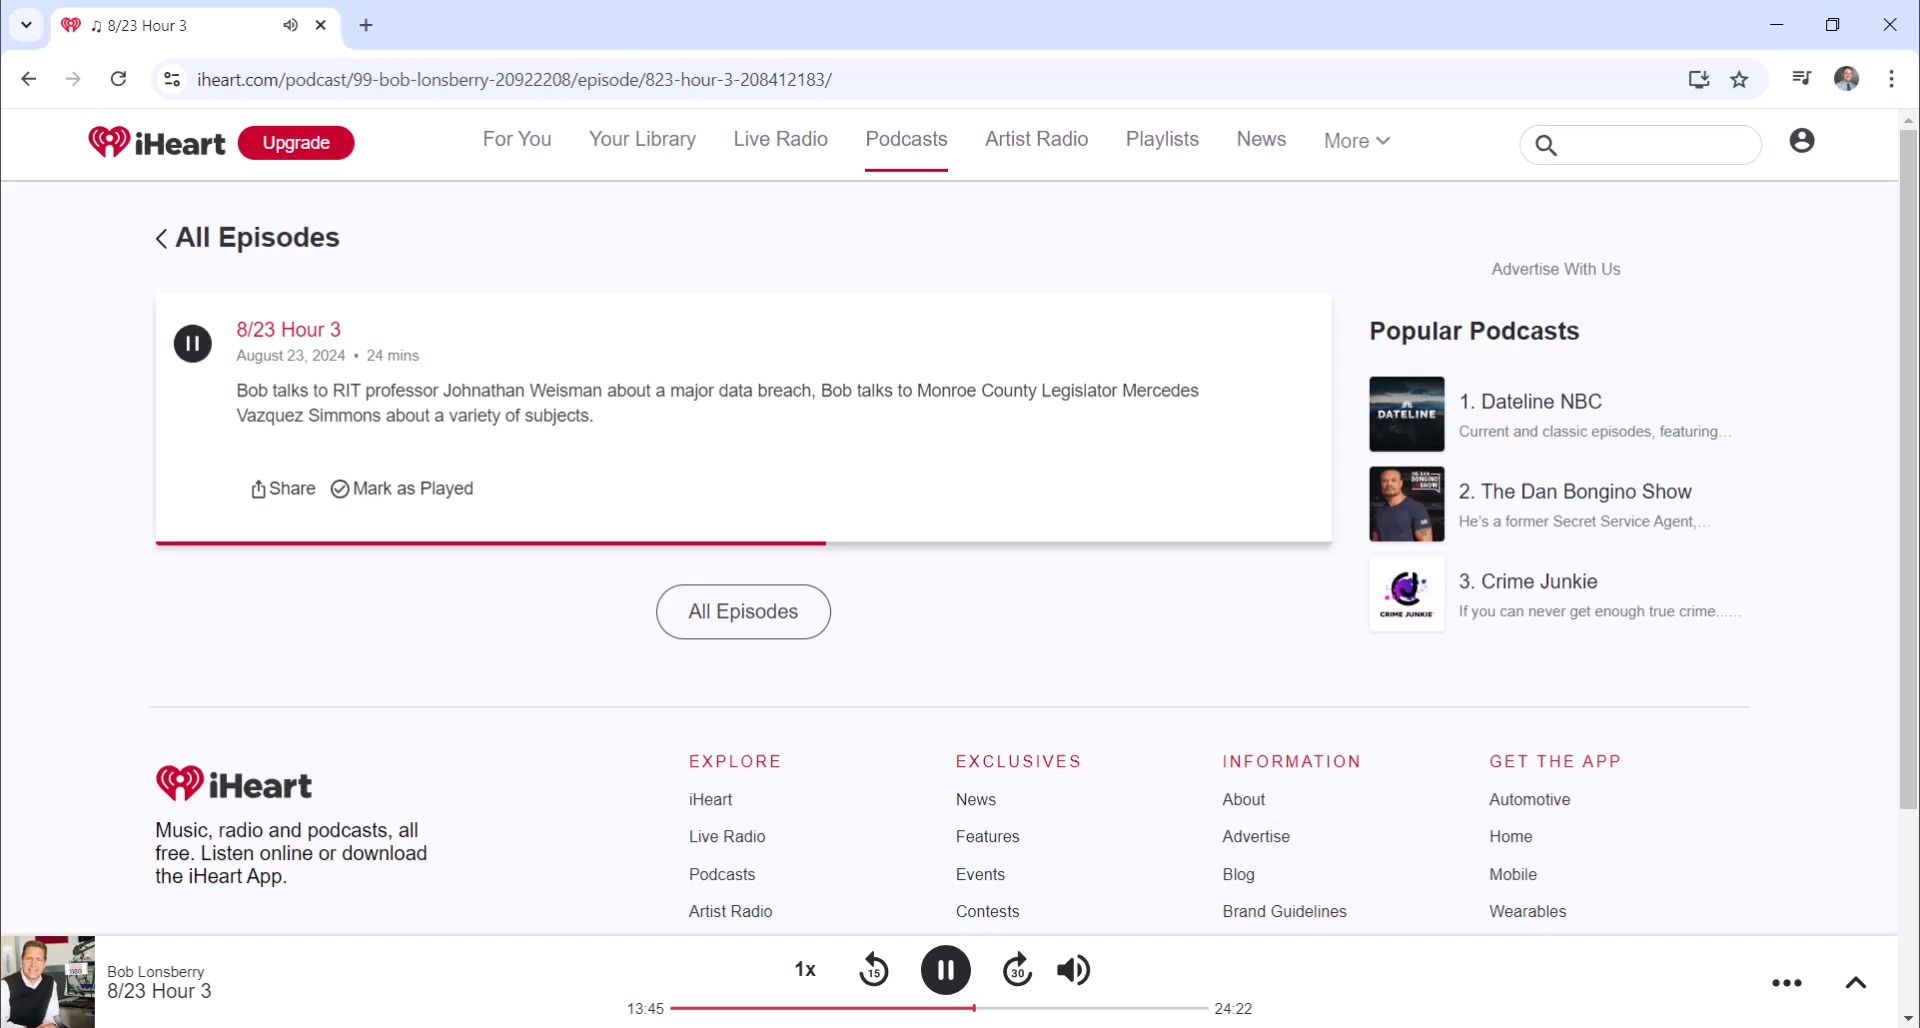 8/23 Hour 3
iheart.com/podcast/99-bob-lonsberry-20922208/episode/823-hour-3-208412183/
iHeart
Upgrade
For You
Your Library
Live Radio
Podcasts
Artist Radio
Playlists
News
More
All Episodes
Advertise With Us
8/23 Hour 3
August 23, 2024 • 24 mins
Bob talks to RIT professor Johnathan Weisman about a major data breach, Bob talks to Monroe County Legislator Mercedes
Vazquez Simmons about a variety of subjects.
Share
Mark as Played
All Episodes
Popular Podcasts
DATELINE
1. Dateline NBC
Current and classic episodes, featuring...
2. The Dan Bongino Show
He's a former Secret Service Agent,...
CRIME JUNKIE
3. Crime Junkie
If you can never get enough true crime......
iHeart
Music, radio and podcasts, all
free. Listen online or download
the iHeart App.
EXPLORE
iHeart
Live Radio
Podcasts
Artist Radio
EXCLUSIVES
News
Features
Events
Contests
INFORMATION
About
Advertise
Blog
Brand Guidelines
GET THE APP
Automotive
Home
Mobile
Wearables
Bob Lonsberry
8/23 Hour 3
1x
15
30
13:45
24:22